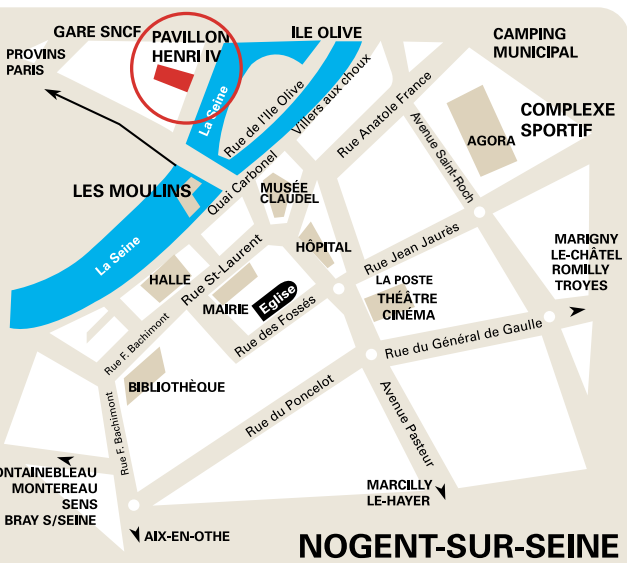 GARE SNCF
PAVILLON
HENRI IV
ILE OLIVE
PROVINS
PARIS
CAMPING
MUNICIPAL
La Seine
Rue de l'Ile Olive
Villers aux choux
Rue Anatole France
Avenue Saint-Roch
COMPLEXE
SPORTIF
AGORA
LES MOULINS
Quai Carbonel
MUSÉE
CLAUDEL
La Seine
HALLE
Rue St-Laurent
HÔPITAL
Rue Jean Jaurès
MARIGNY
LE-CHÂTEL
ROMILLY
TROYES
MAIRIE
Eglise
Rue des Fossés
LA POSTE
THÉÂTRE
CINÉMA
Rue F. Bachimont
Rue du Général de Gaulle
BIBLIOTHÈQUE
Rue F. Bachimont
Rue du Poncelot
Avenue Pasteur
ONTAINEBLEAU
MONTEREAU
SENS
BRAY S/SEINE
MARCILLY
LE-HAYER
AIX-EN-OTHE
NOGENT-SUR-SEINE